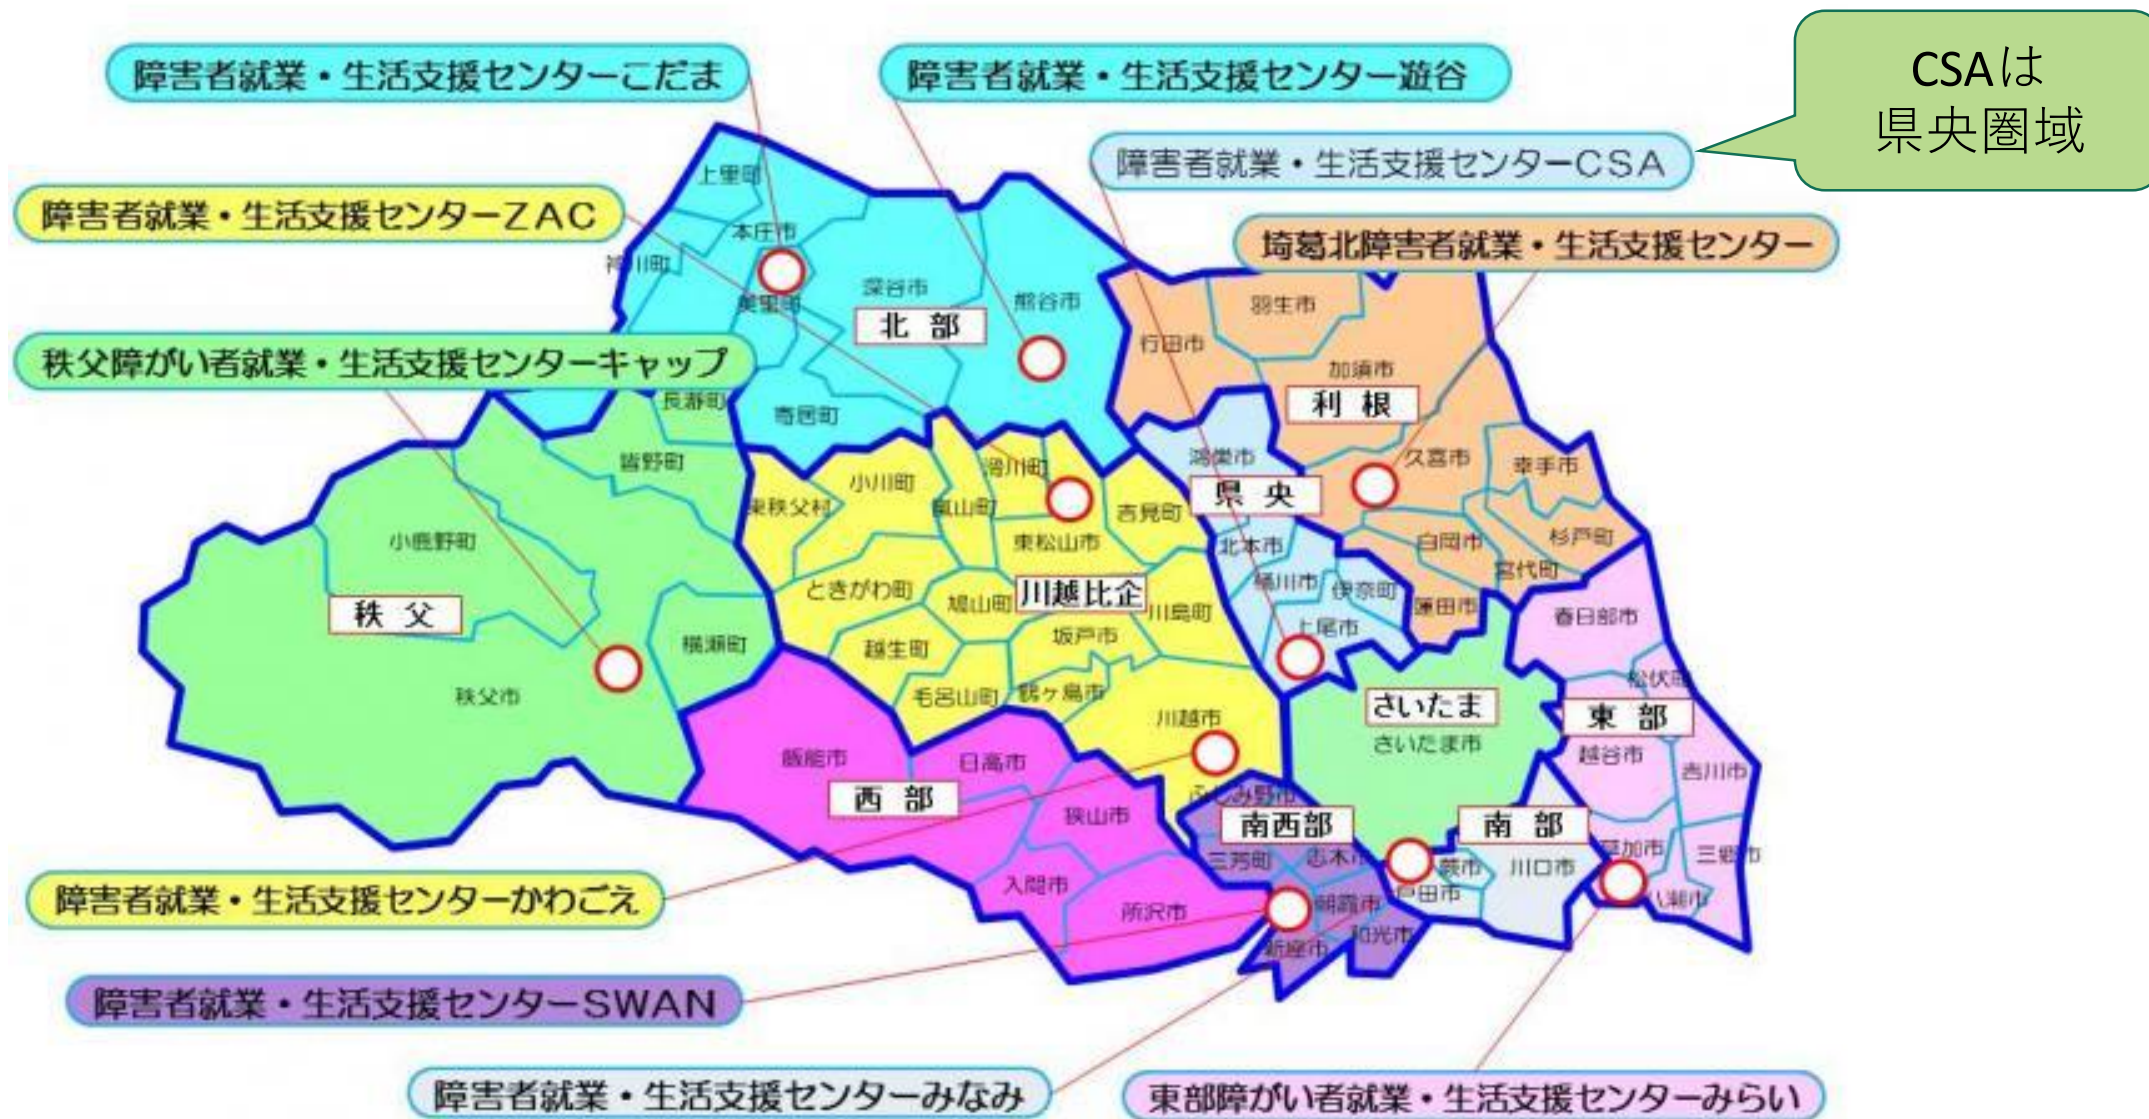 障害者就業・生活支援センターこだま
障害者就業・生活支援センター遊谷
CSAは
県央圏域
障害者就業・生活支援センターCSA
障害者就業・生活支援センターZAC
埼葛北障害者就業・生活支援センター
秩父障がい者就業・生活支援センターキャップ
上里町
本庄市
神川町
美里町
深谷市
熊谷市
北部
寄居町
長瀞町
皆野町
小鹿野町
秩父
秩父市
横瀬町
行田市
羽生市
加須市
利根
久喜市
幸手市
白岡市
杉戸町
宮代町
蓮田市
鴻巣市
県央
北本市
桶川市
伊奈町
上尾市
東秩父村
小川町
嵐山町
滑川町
吉見町
東松山市
ときがわ町
鳩山町
川越比企
川島町
越生町
坂戸市
毛呂山町
鶴ヶ島市
川越市
飯能市
日高市
西部
狭山市
入間市
所沢市
ふじみ野市
南西部
三芳町
志木市
朝霞市
新座市
和光市
さいたま
さいたま市
南部
蕨市
戸田市
川口市
春日部市
松伏町
東部
越谷市
吉川市
草加市
三郷市
八潮市
障害者就業・生活支援センターかわごえ
障害者就業・生活支援センターSWAN
障害者就業・生活支援センターみなみ
東部障がい者就業・生活支援センターみらい